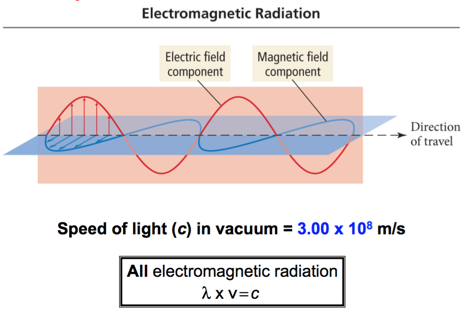 Electromagnetic Radiation
Electric field
component
Magnetic field
component
Direction
of travel
Speed of light (c) in vacuum = 3.00 x 10⁸ m/s
All electromagnetic radiation
λ x ν=c